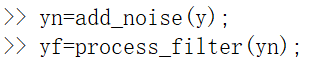 >> yn=add_noise(y);
>> yf=process_filter(yn);